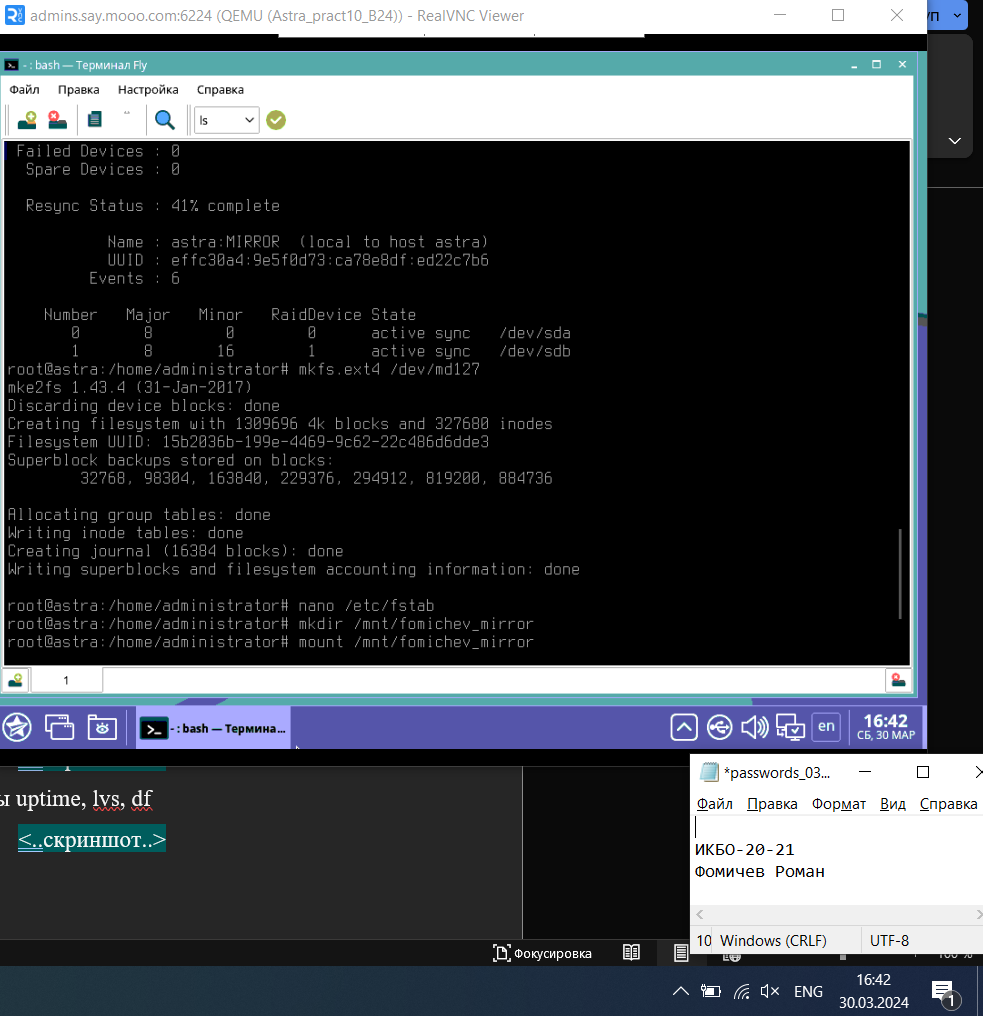 admins.say.mooo.com:6224 (QEMU (Astra_pract10_B24)) - RealVNC Viewer
- : bash — Терминал Fly
Файл Правка Настройка Справка
ls
Failed Devices : 0
Spare Devices : 0
Resync Status : 41% complete
Name : astra:MIRROR (local to host astra)
UUID : effc30a4:9e5f0d73:ca78e8df:ed22c7b6
Events : 6
Number Major Minor RaidDevice State
0 8 0 0 active sync /dev/sda
1 8 16 1 active sync /dev/sdb
root@astra:/home/administrator# mkfs.ext4 /dev/md127
mke2fs 1.43.4 (31-Jan-2017)
Discarding device blocks: done
Creating filesystem with 1309696 4k blocks and 327680 inodes
Filesystem UUID: 15b2036b-199e-4469-9c62-22c486d6dde3
Superblock backups stored on blocks:
32768, 98304, 163840, 229376, 294912, 819200, 884736
Allocating group tables: done
Writing inode tables: done
Creating journal (16384 blocks): done
Writing superblocks and filesystem accounting information: done
root@astra:/home/administrator# nano /etc/fstab
root@astra:/home/administrator# mkdir /mnt/fomichev_mirror
root@astra:/home/administrator# mount /mnt/fomichev_mirror
1
- : bash — Термина...
en
16:42
СБ, 30 МАР
ы uptime, lvs, df
<..скриншот..>
*passwords_03...
Файл Правка Формат Вид Справка
ИКБО-20-21
Фомичев Роман
10 Windows (CRLF) UTF-8
Фокусировка
ENG
16:42
30.03.2024
1